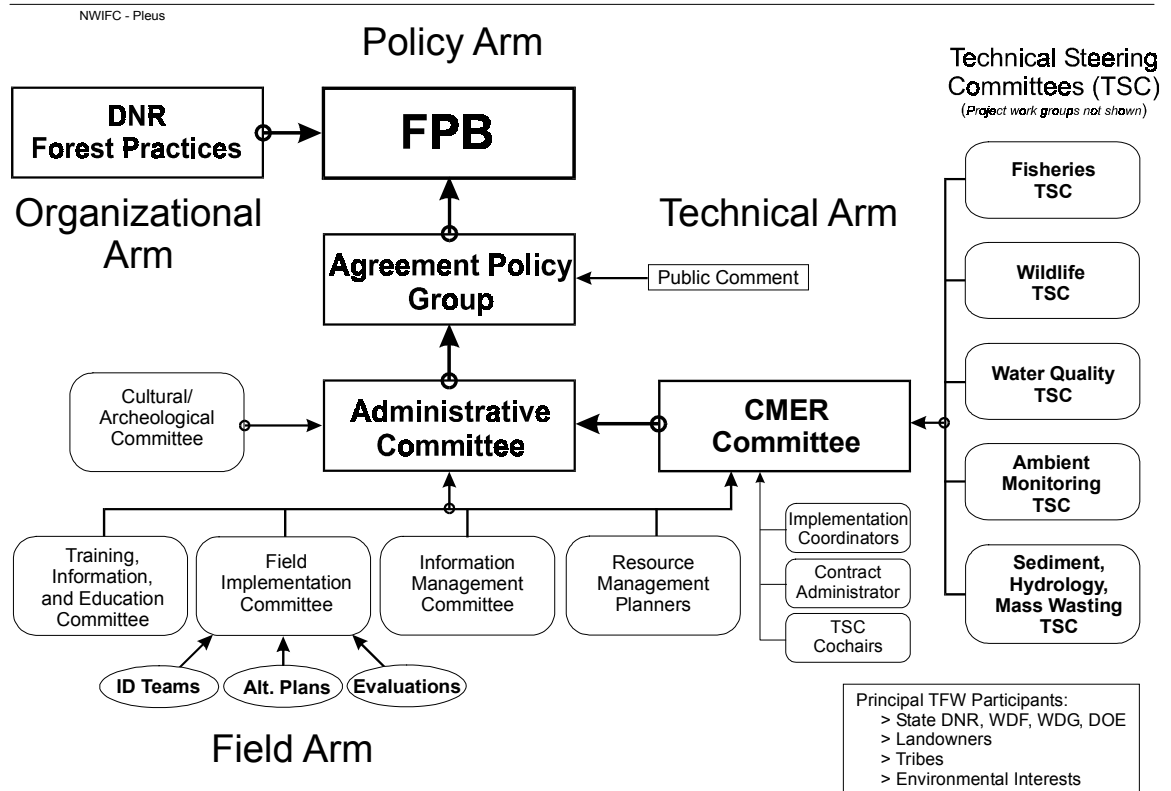 NWIFC - Pleus
Policy Arm
Technical Steering
Committees (TSC)
(Project work groups not shown)
DNR
Forest Practices
FPB
Organizational
Arm
Technical Arm
Agreement Policy
Group
Public Comment
Cultural/
Archeological
Committee
Administrative
Committee
CMER
Committee
Fisheries
TSC
Wildlife
TSC
Water Quality
TSC
Ambient
Monitoring
TSC
Sediment,
Hydrology,
Mass Wasting
TSC
Training,
Information,
and Education
Committee
Field
Implementation
Committee
Information
Management
Committee
Resource
Management
Planners
Implementation
Coordinators
Contract
Administrator
TSC
Cochairs
ID Teams
Alt. Plans
Evaluations
Field Arm
Principal TFW Participants:
> State DNR, WDF, WDG, DOE
> Landowners
> Tribes
> Environmental Interests